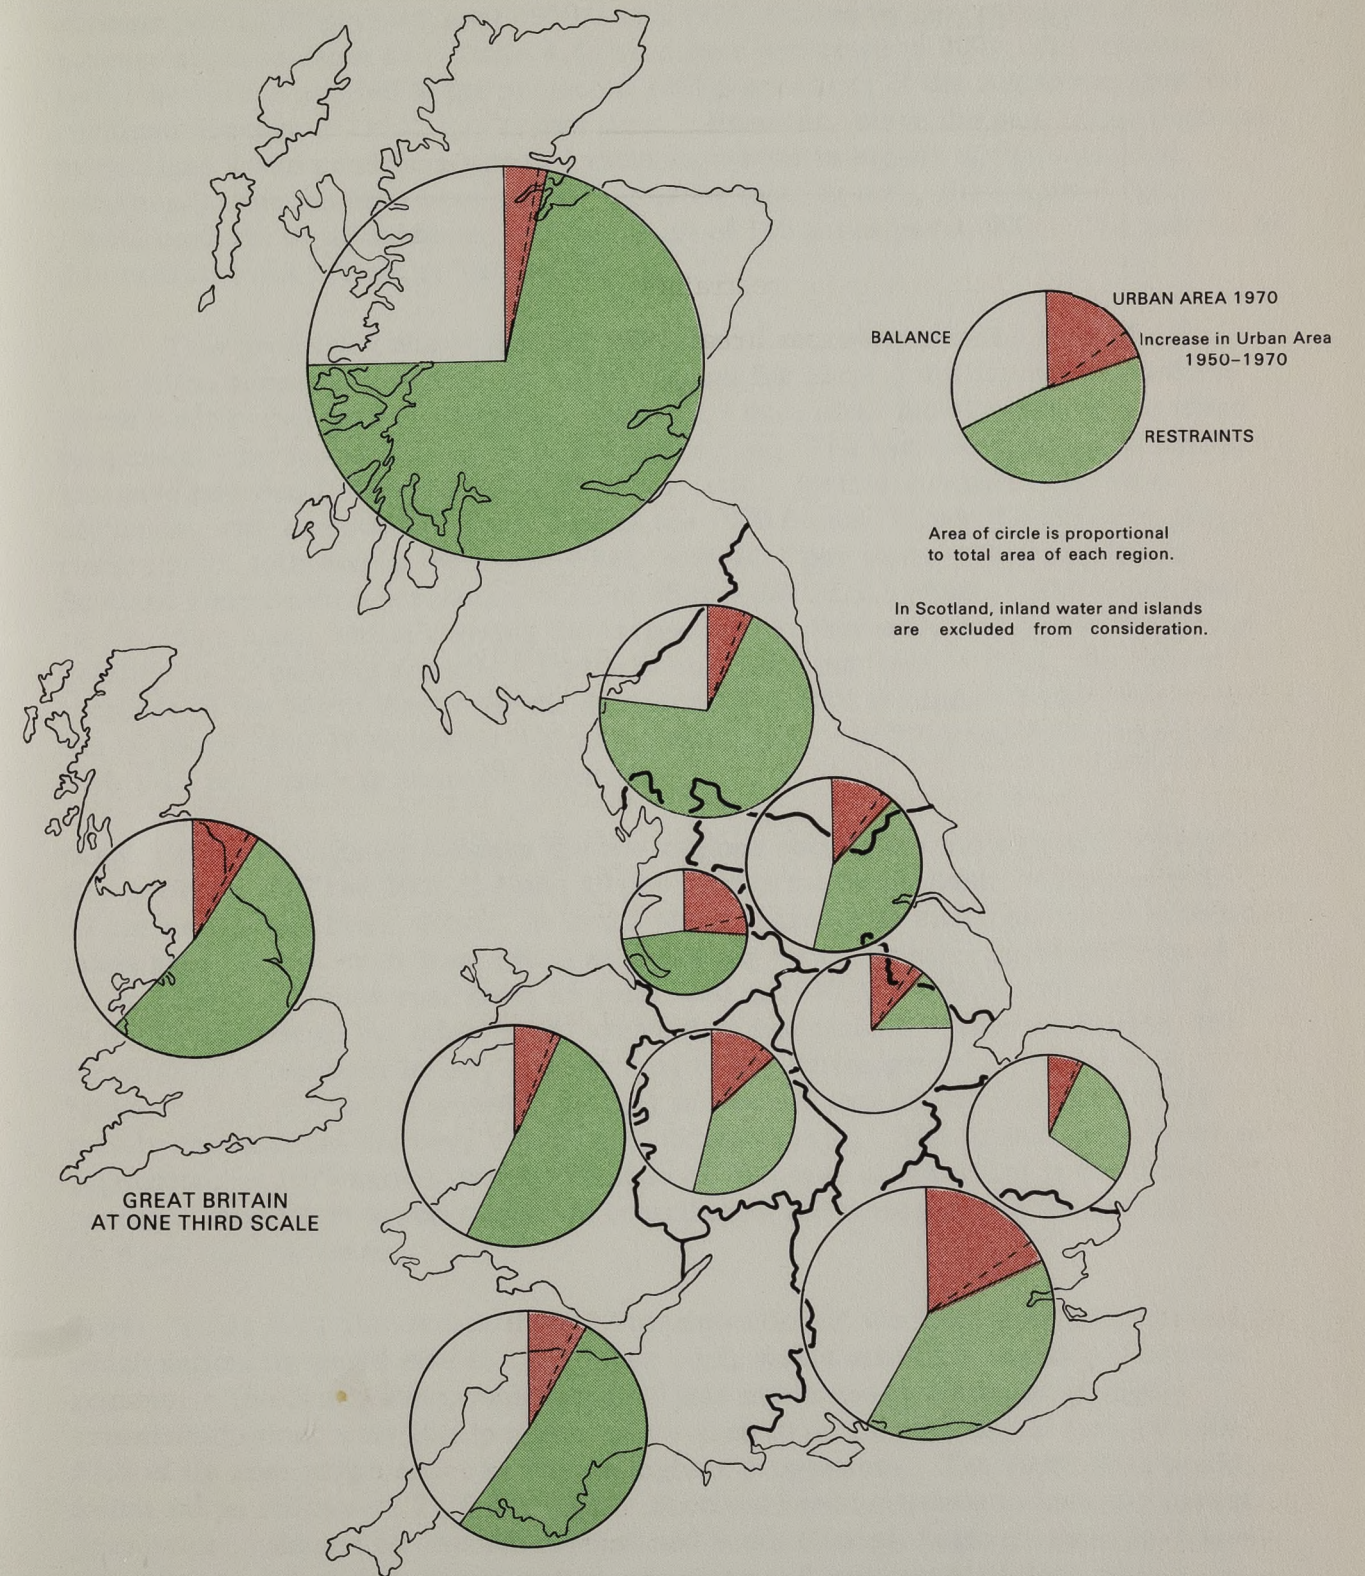 URBAN AREA 1970
BALANCE
Increase in Urban Area
1950–1970
RESTRAINTS
Area of circle is proportional
to total area of each region.
In Scotland, inland water and islands
are excluded from consideration.
GREAT BRITAIN
AT ONE THIRD SCALE